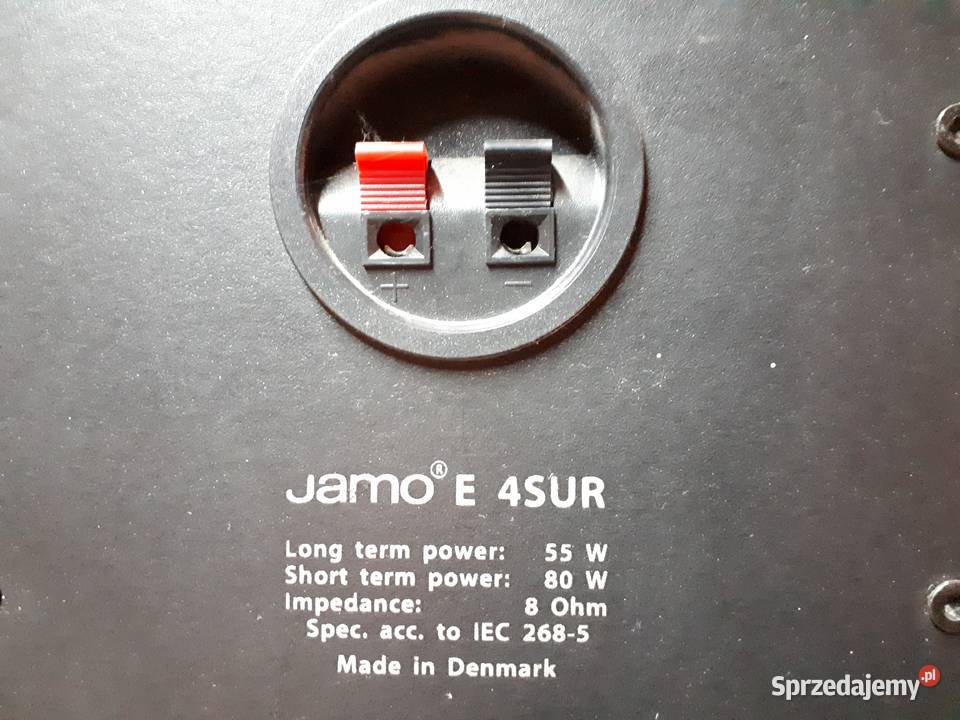 + −
Jamo® E 4SUR
Long term power: 55 W
Short term power: 80 W
Impedance: 8 Ohm
Spec. acc. to IEC 268-5
Made in Denmark
Sprzedajemy.pl